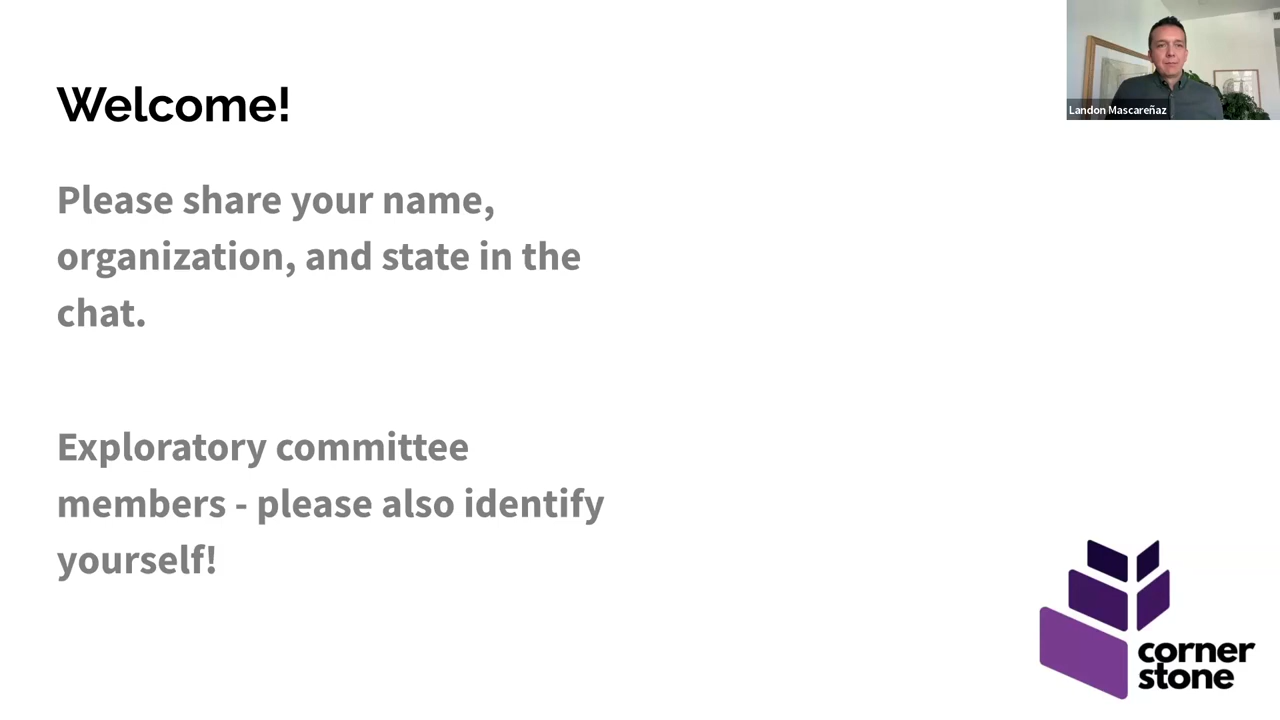 Welcome!
Landon Mascareñaz
Please share your name,
organization, and state in the
chat.
Exploratory committee
members - please also identify
yourself!
corner
stone